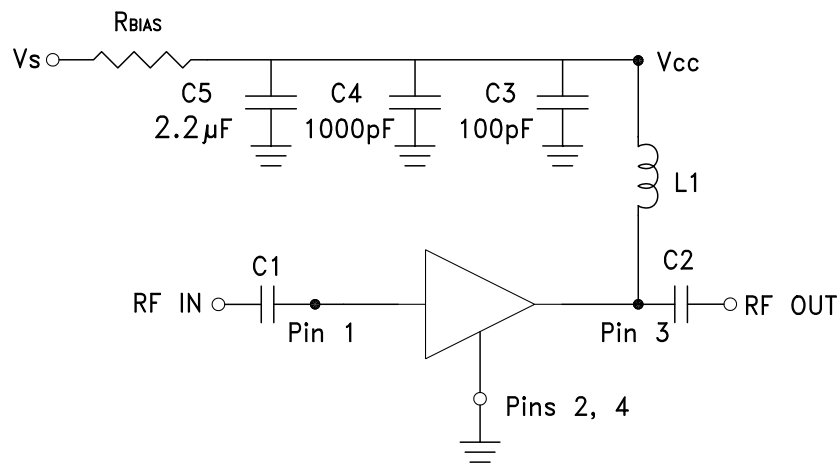 RBIAS
Vs
Vcc
C5
2.2µF
C4
1000pF
C3
100pF
L1
C1
C2
RF IN
RF OUT
Pin 1
Pin 3
Pins 2, 4